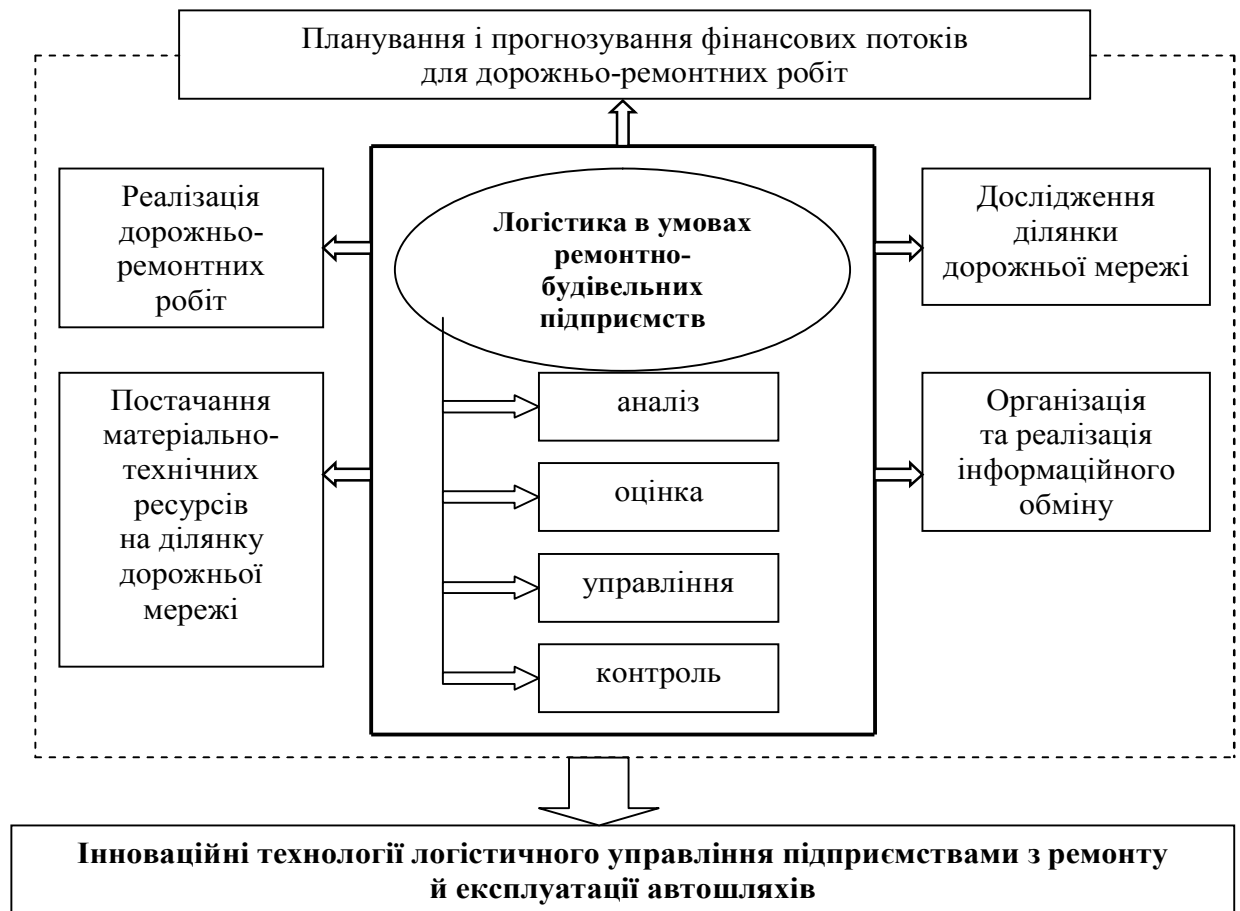 Планування і прогнозування фінансових потоків
для дорожньо-ремонтних робіт
Реалізація
дорожньо-
ремонтних
робіт
Логістика в умовах
ремонтно-
будівельних
підприємств
Дослідження
ділянки
дорожньої мережі
Постачання
матеріально-
технічних
ресурсів
на ділянку
дорожньої
мережі
аналіз
оцінка
управління
контроль
Організація
та реалізація
інформаційного
обміну
Інноваційні технології логістичного управління підприємствами з ремонту
й експлуатації автошляхів